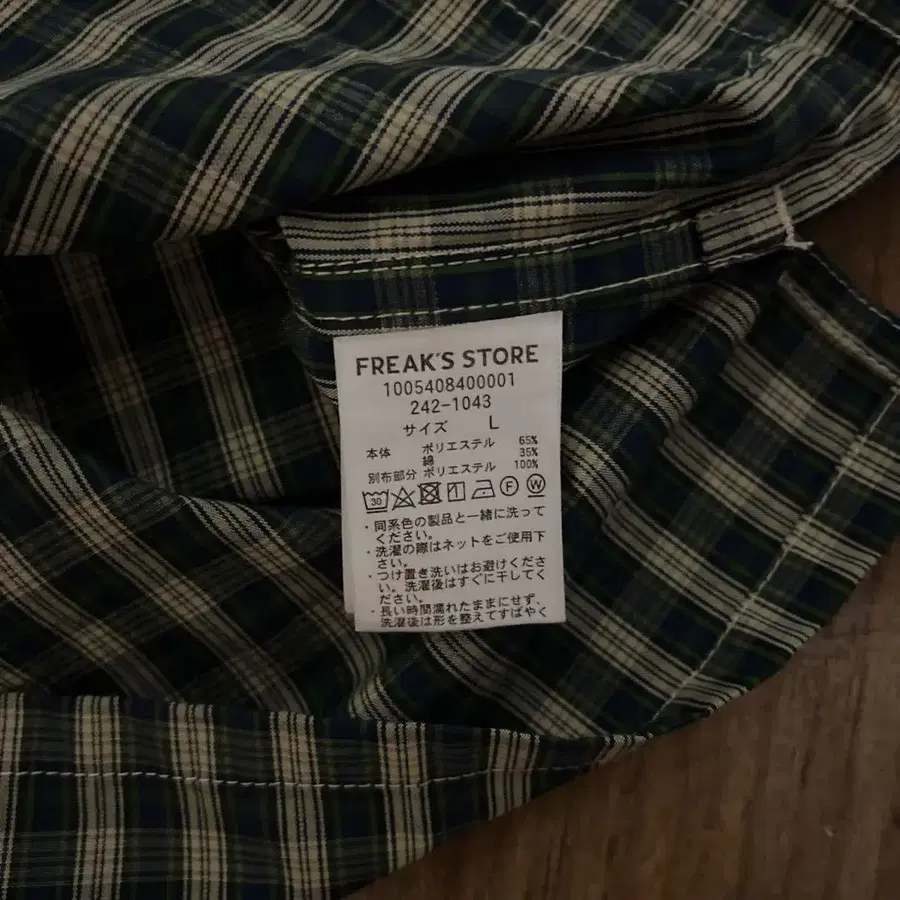 FREAK'S STORE
1005408400001
242-1043
サイズ L
本体 ポリエステル 65%
綿 35%
別布部分 ポリエステル 100%
30 F W
・同系色の製品と一緒に洗って
ください。
・洗濯の際はネットをご使用下
さい。
・つけ置き洗いはお避けくださ
い。洗濯後はすぐに干してく
ださい。
・長い時間濡れたままにせず、
洗濯後は形を整えてすばやく